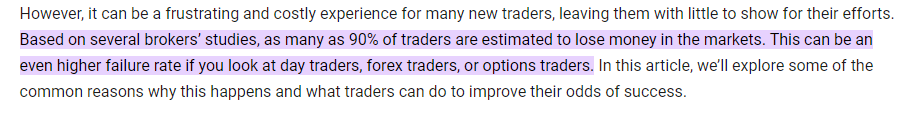 However, it can be a frustrating and costly experience for many new traders, leaving them with little to show for their efforts.
Based on several brokers’ studies, as many as 90% of traders are estimated to lose money in the markets. This can be an
even higher failure rate if you look at day traders, forex traders, or options traders. In this article, we’ll explore some of the
common reasons why this happens and what traders can do to improve their odds of success.